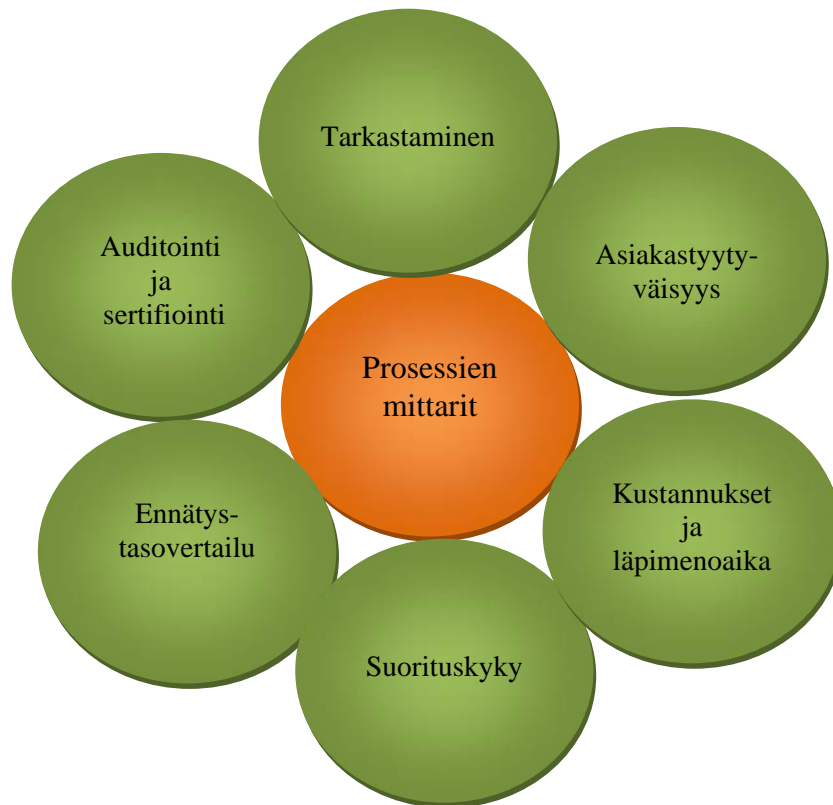 Tarkastaminen
Asiakastyyty-
väisyys
Kustannukset
ja
läpimenoaika
Suorituskyky
Ennätys-
tasovertailu
Auditointi
ja
sertifiointi
Prosessien
mittarit